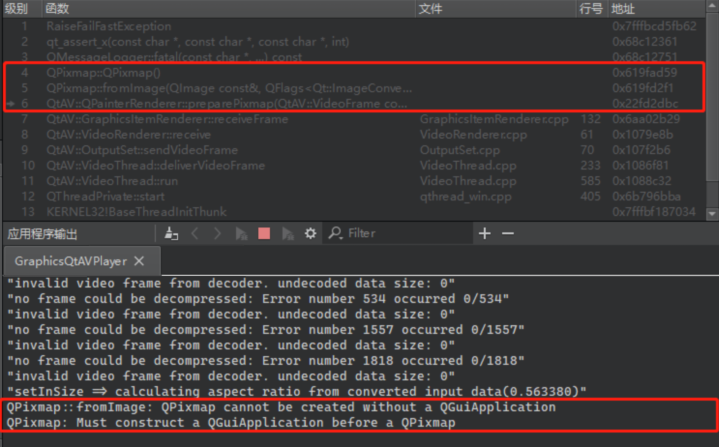 级别 函数 文件 行号 地址
1 RaiseFailFastException 0x7fffbcd5fb62
2 qt_assert_x(const char *, const char *, const char *, int) 0x68c12361
3 QMessageLogger::fatal(const char *, ...) const 0x68c12751
4 QPixmap::QPixmap() 0x619fad59
5 QPixmap::fromImage(QImage const&, QFlags<Qt::ImageConve... 0x619fd2f1
6 QtAV::QPainterRenderer::preparePixmap(QtAV::VideoFrame co... 0x22fd2dbc
7 QtAV::GraphicsItemRenderer::receiveFrame GraphicsItemRenderer.cpp 132 0x6aa02b29
8 QtAV::VideoRenderer::receive VideoRenderer.cpp 61 0x1079e8b
9 QtAV::OutputSet::sendVideoFrame OutputSet.cpp 70 0x107f2b6
10 QtAV::VideoThread::deliverVideoFrame VideoThread.cpp 233 0x1086f81
11 QtAV::VideoThread::run VideoThread.cpp 585 0x1088c32
12 QThreadPrivate::start qthread_win.cpp 405 0x6b796bba
13 KERNEL32!BaseThreadInitThunk 0x7fffbf187034
应用程序输出 Filter
GraphicsQtAVPlayer
"invalid video frame from decoder. undecoded data size: 0"
"no frame could be decompressed: Error number 534 occurred 0/534"
"invalid video frame from decoder. undecoded data size: 0"
"no frame could be decompressed: Error number 1557 occurred 0/1557"
"invalid video frame from decoder. undecoded data size: 0"
"no frame could be decompressed: Error number 1818 occurred 0/1818"
"invalid video frame from decoder. undecoded data size: 0"
"setInSize => calculating aspect ratio from converted input data(0.563380)"
QPixmap::fromImage: QPixmap cannot be created without a QGuiApplication
QPixmap: Must construct a QGuiApplication before a QPixmap